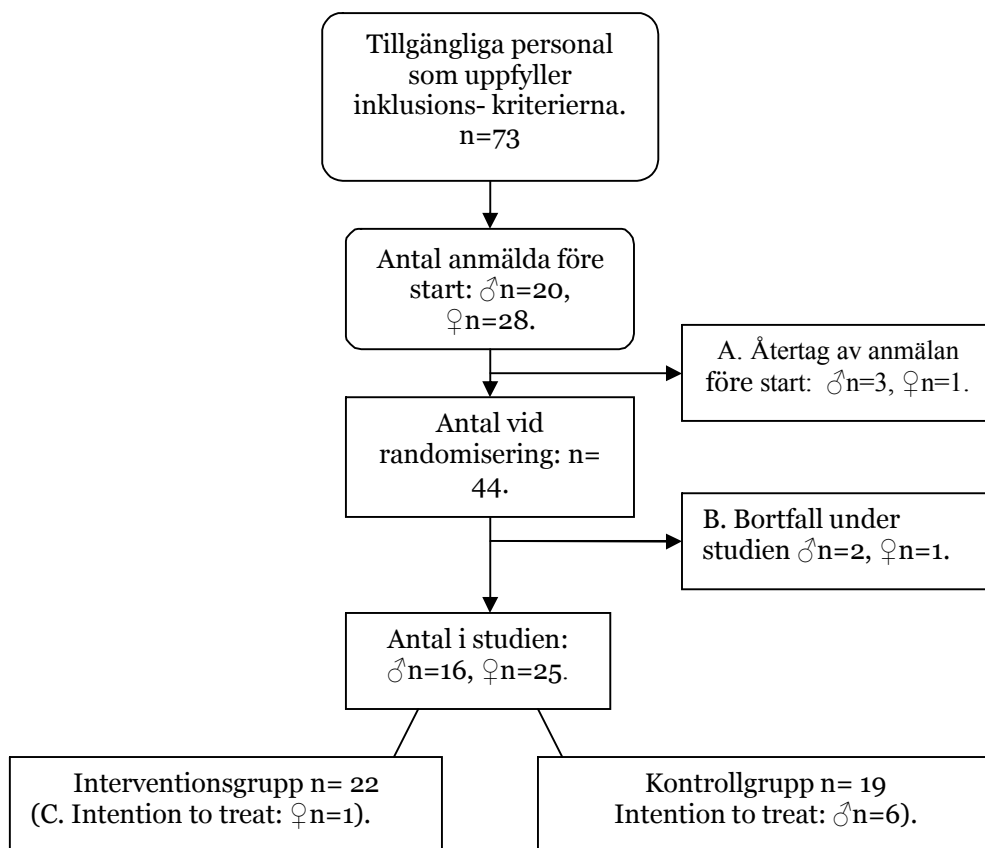 Tillgängliga personal
som uppfyller
inklusions- kriterierna.
n=73
Antal anmälda före
start: ♂n=20,
♀n=28.
A. Återtag av anmälan
före start: ♂n=3, ♀n=1.
Antal vid
randomisering: n=
44.
B. Bortfall under
studien ♂n=2, ♀n=1.
Antal i studien:
♂n=16, ♀n=25.
Interventionsgrupp n= 22
(C. Intention to treat: ♀n=1).
Kontrollgrupp n= 19
Intention to treat: ♂n=6).